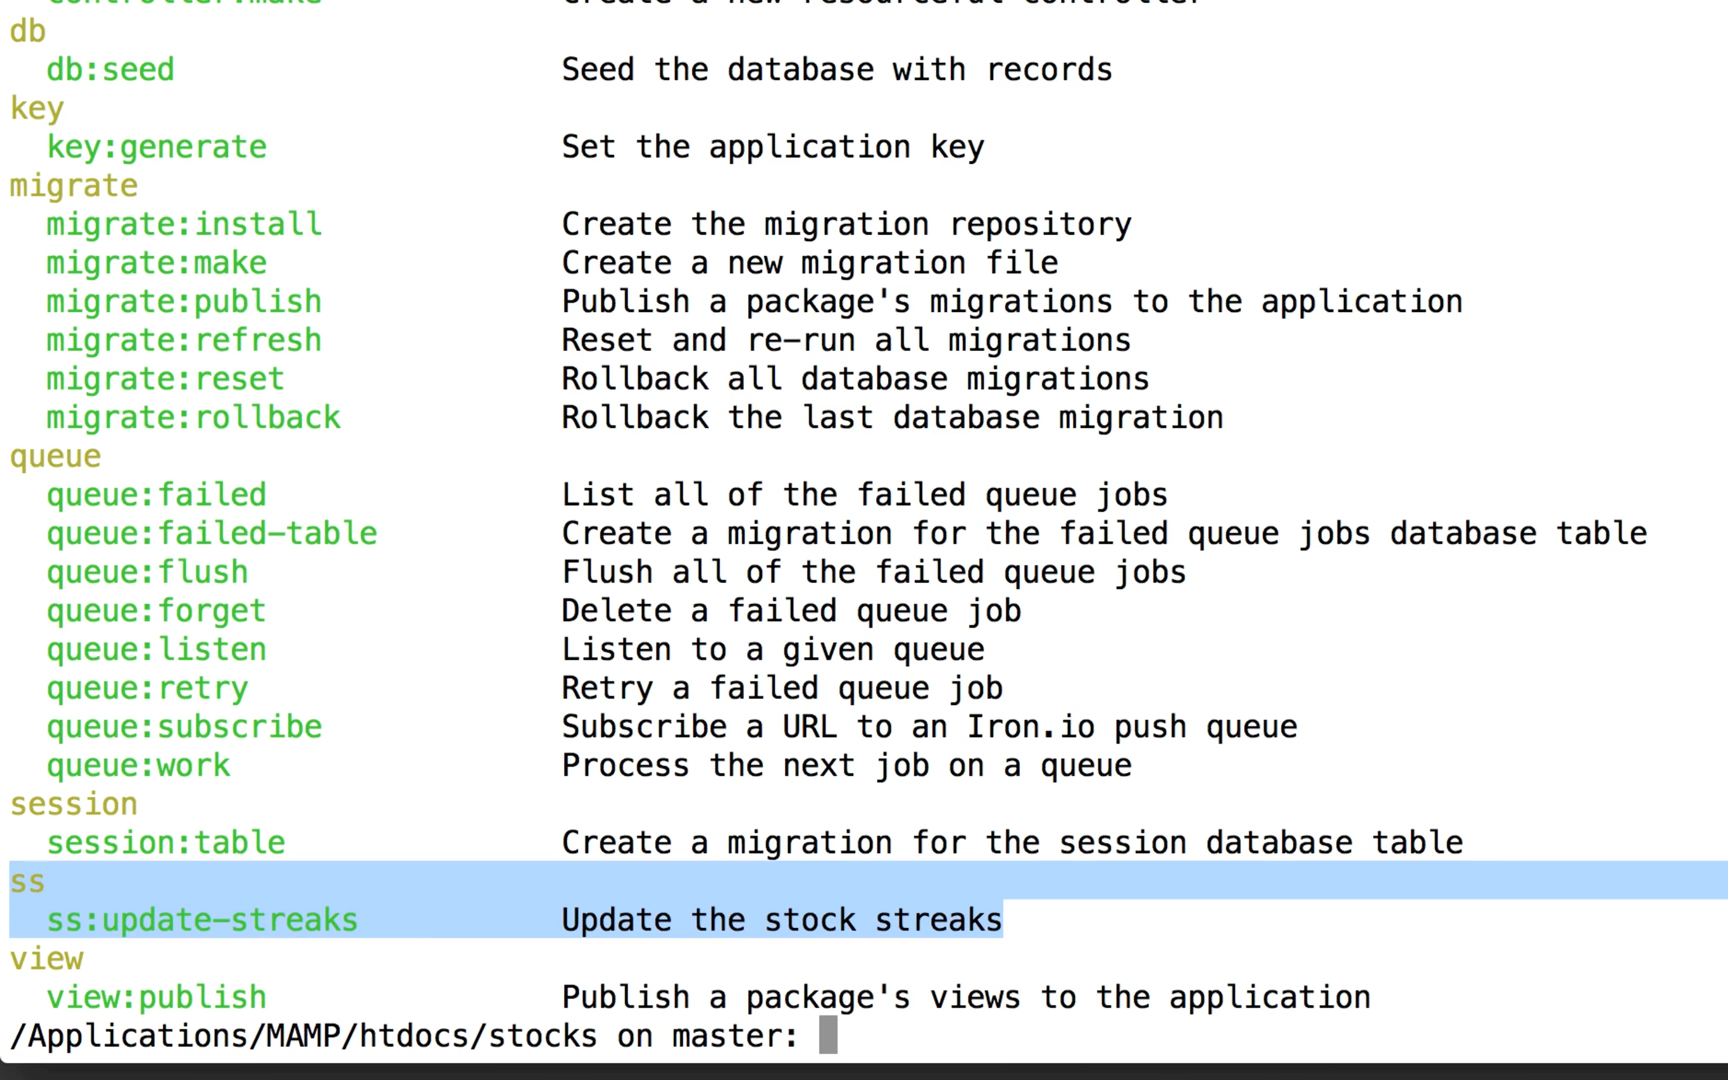 controller:make Create a new resourceful controller
db
db:seed Seed the database with records
key
key:generate Set the application key
migrate
migrate:install Create the migration repository
migrate:make Create a new migration file
migrate:publish Publish a package's migrations to the application
migrate:refresh Reset and re-run all migrations
migrate:reset Rollback all database migrations
migrate:rollback Rollback the last database migration
queue
queue:failed List all of the failed queue jobs
queue:failed-table Create a migration for the failed queue jobs database table
queue:flush Flush all of the failed queue jobs
queue:forget Delete a failed queue job
queue:listen Listen to a given queue
queue:retry Retry a failed queue job
queue:subscribe Subscribe a URL to an Iron.io push queue
queue:work Process the next job on a queue
session
session:table Create a migration for the session database table
ss
ss:update-streaks Update the stock streaks
view
view:publish Publish a package's views to the application
/Applications/MAMP/htdocs/stocks on master: